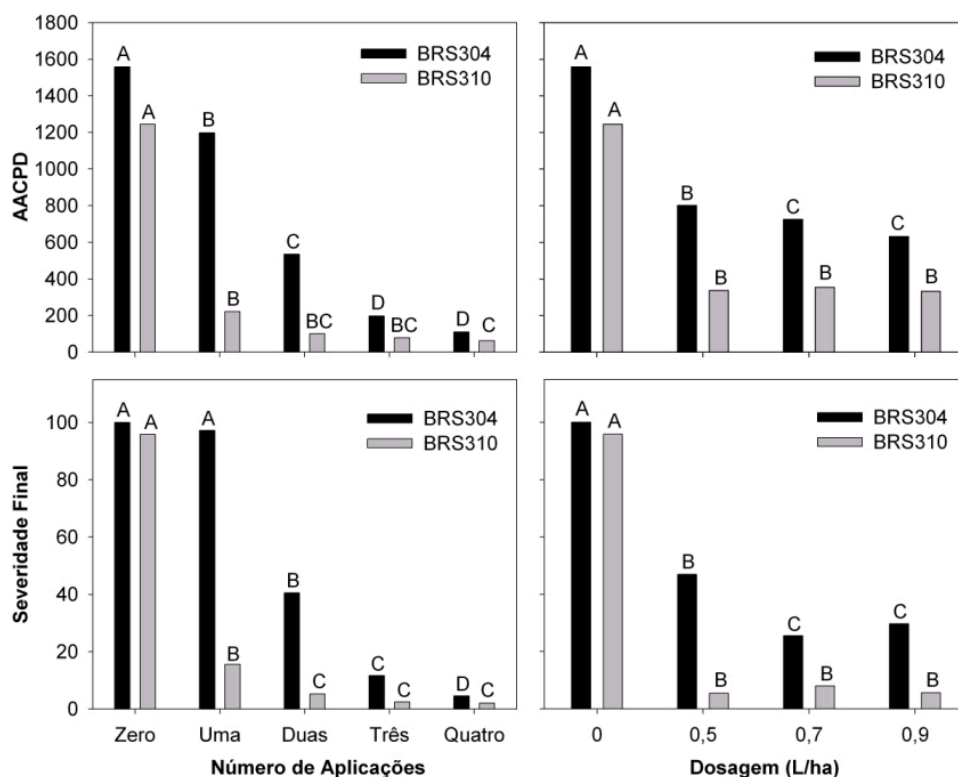 AACPD
1800
1600
1400
1200
1000
800
600
400
200
0
BRS304
BRS310
A
A
B
B
C
BC
D
BC
D
C
BRS304
BRS310
A
A
B
B
C
B
C
B
Severidade Final
100
80
60
40
20
0
BRS304
BRS310
A
A
A
B
B
C
C
C
D
C
Zero Uma Duas Três Quatro
Número de Aplicações
BRS304
BRS310
A
A
B
B
C
B
C
B
0 0,5 0,7 0,9
Dosagem (L/ha)